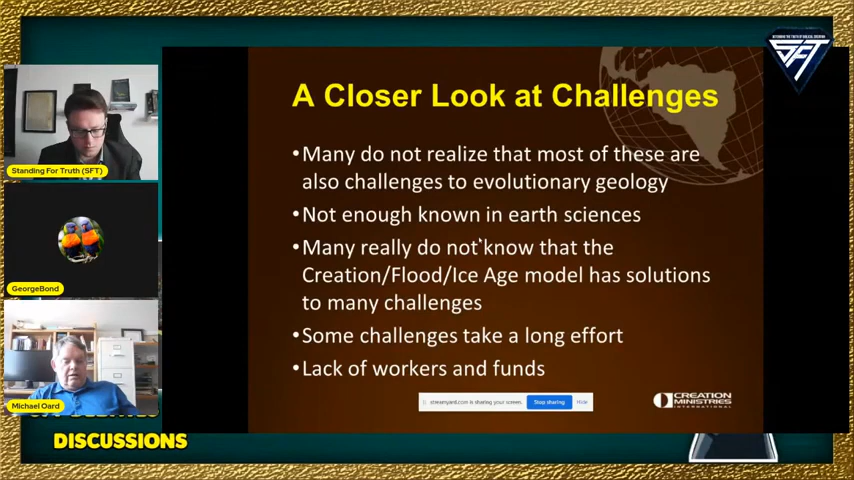 SFT
A Closer Look at Challenges
•Many do not realize that most of these are
also challenges to evolutionary geology
•Not enough known in earth sciences
•Many really do not know that the
Creation/Flood/Ice Age model has solutions
to many challenges
•Some challenges take a long effort
•Lack of workers and funds
streamyard.com is sharing your screen.
Stop sharing
Hide
CREATION
MINISTRIES
INTERNATIONAL
Standing For Truth (SFT)
GeorgeBond
Michael Oard
DISCUSSIONS